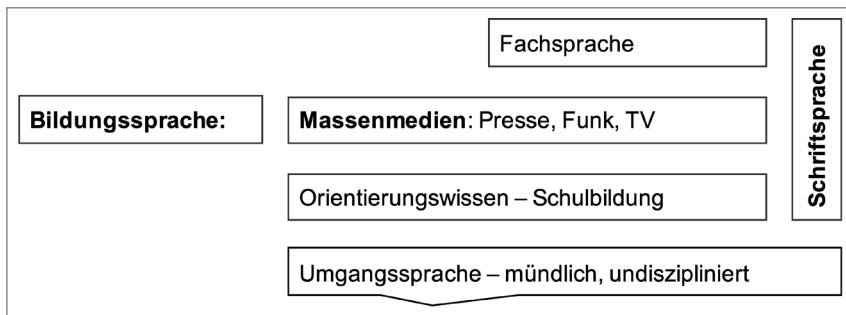 Fachsprache
Schriftsprache
Bildungssprache:
Massenmedien: Presse, Funk, TV
Orientierungswissen – Schulbildung
Umgangssprache – mündlich, undiszipliniert